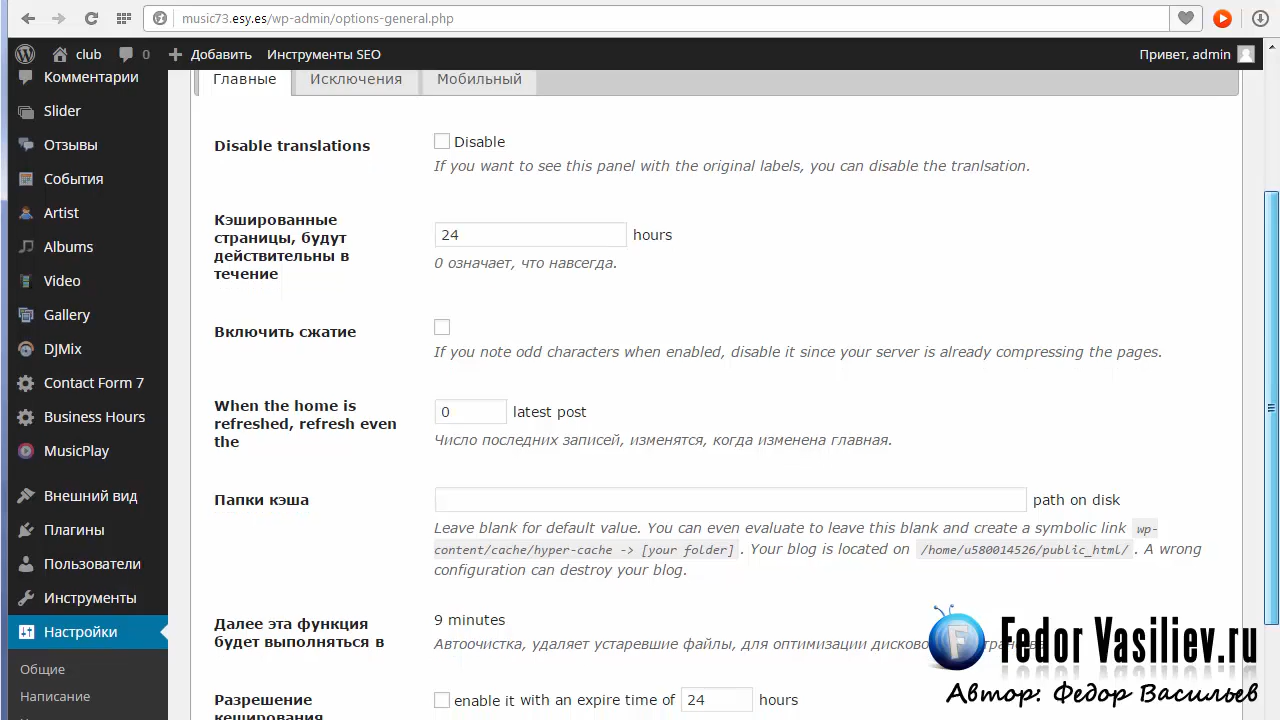 music73.esy.es/wp-admin/options-general.php
club 0 Добавить Инструменты SEO Привет, admin
Комментарии
Slider
Отзывы
События
Artist
Albums
Video
Gallery
DJMix
Contact Form 7
Business Hours
MusicPlay
Внешний вид
Плагины
Пользователи
Инструменты
Настройки
Общие
Написание
Главные Исключения Мобильный
Disable translations
Disable
If you want to see this panel with the original labels, you can disable the tranlsation.
Кэшированные
страницы, будут
действительны в
течение
24 hours
0 означает, что навсегда.
Включить сжатие
If you note odd characters when enabled, disable it since your server is already compressing the pages.
When the home is
refreshed, refresh even
the
0 latest post
Число последних записей, изменятся, когда изменена главная.
Папки кэша
path on disk
Leave blank for default value. You can even evaluate to leave this blank and create a symbolic link wp-
content/cache/hyper-cache -> [your folder] . Your blog is located on /home/u580014526/public_html/ . A wrong
configuration can destroy your blog.
Далее эта функция
будет выполняться в
9 minutes
Автоочистка, удаляет устаревшие файлы, для оптимизации
Разрешение
кеширования
enable it with an expire time of 24 hours
Fedor Vasiliev.ru
Автор: Федор Васильев